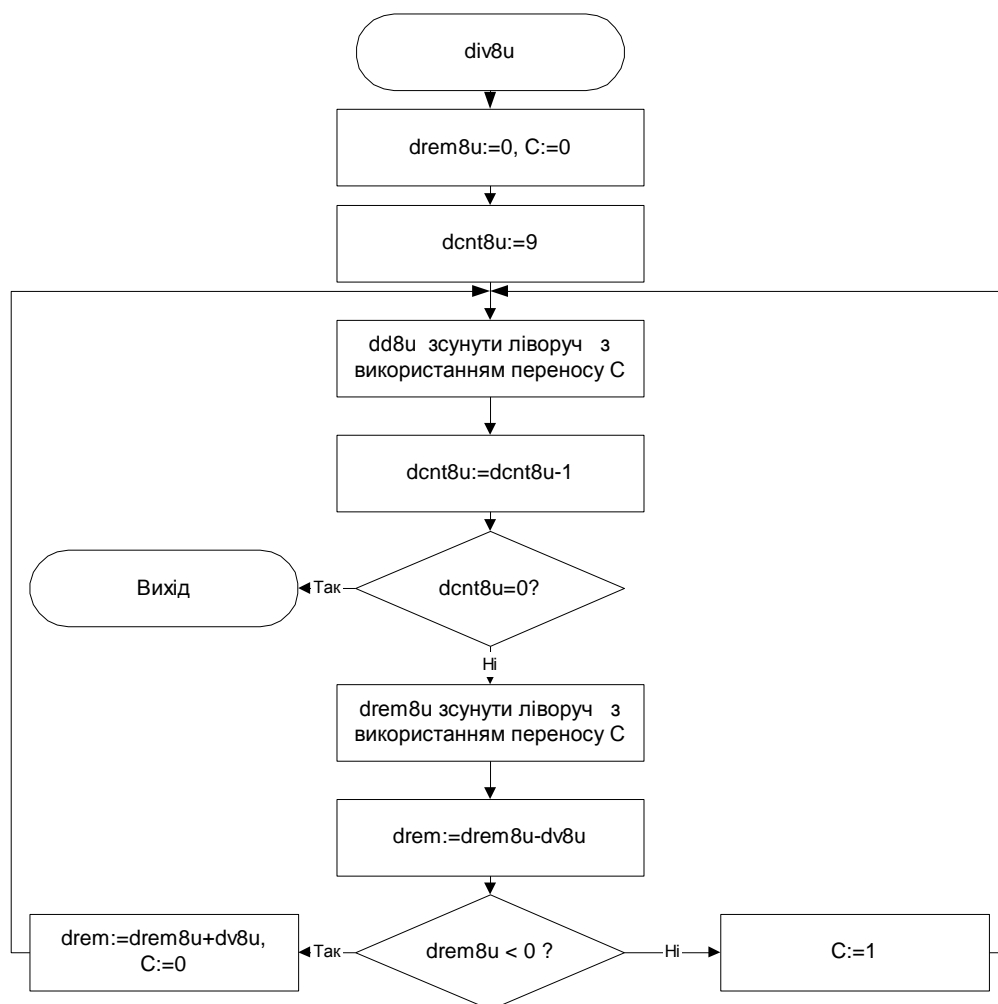 div8u
drem8u:=0, C:=0
dcnt8u:=9
dd8u зсунути ліворуч з
використанням переносу С
dcnt8u:=dcnt8u-1
Вихід
Так
dcnt8u=0?
Ні
drem8u зсунути ліворуч з
використанням переносу С
drem:=drem8u-dv8u
drem:=drem8u+dv8u,
C:=0
Так
drem8u < 0 ?
Ні
C:=1